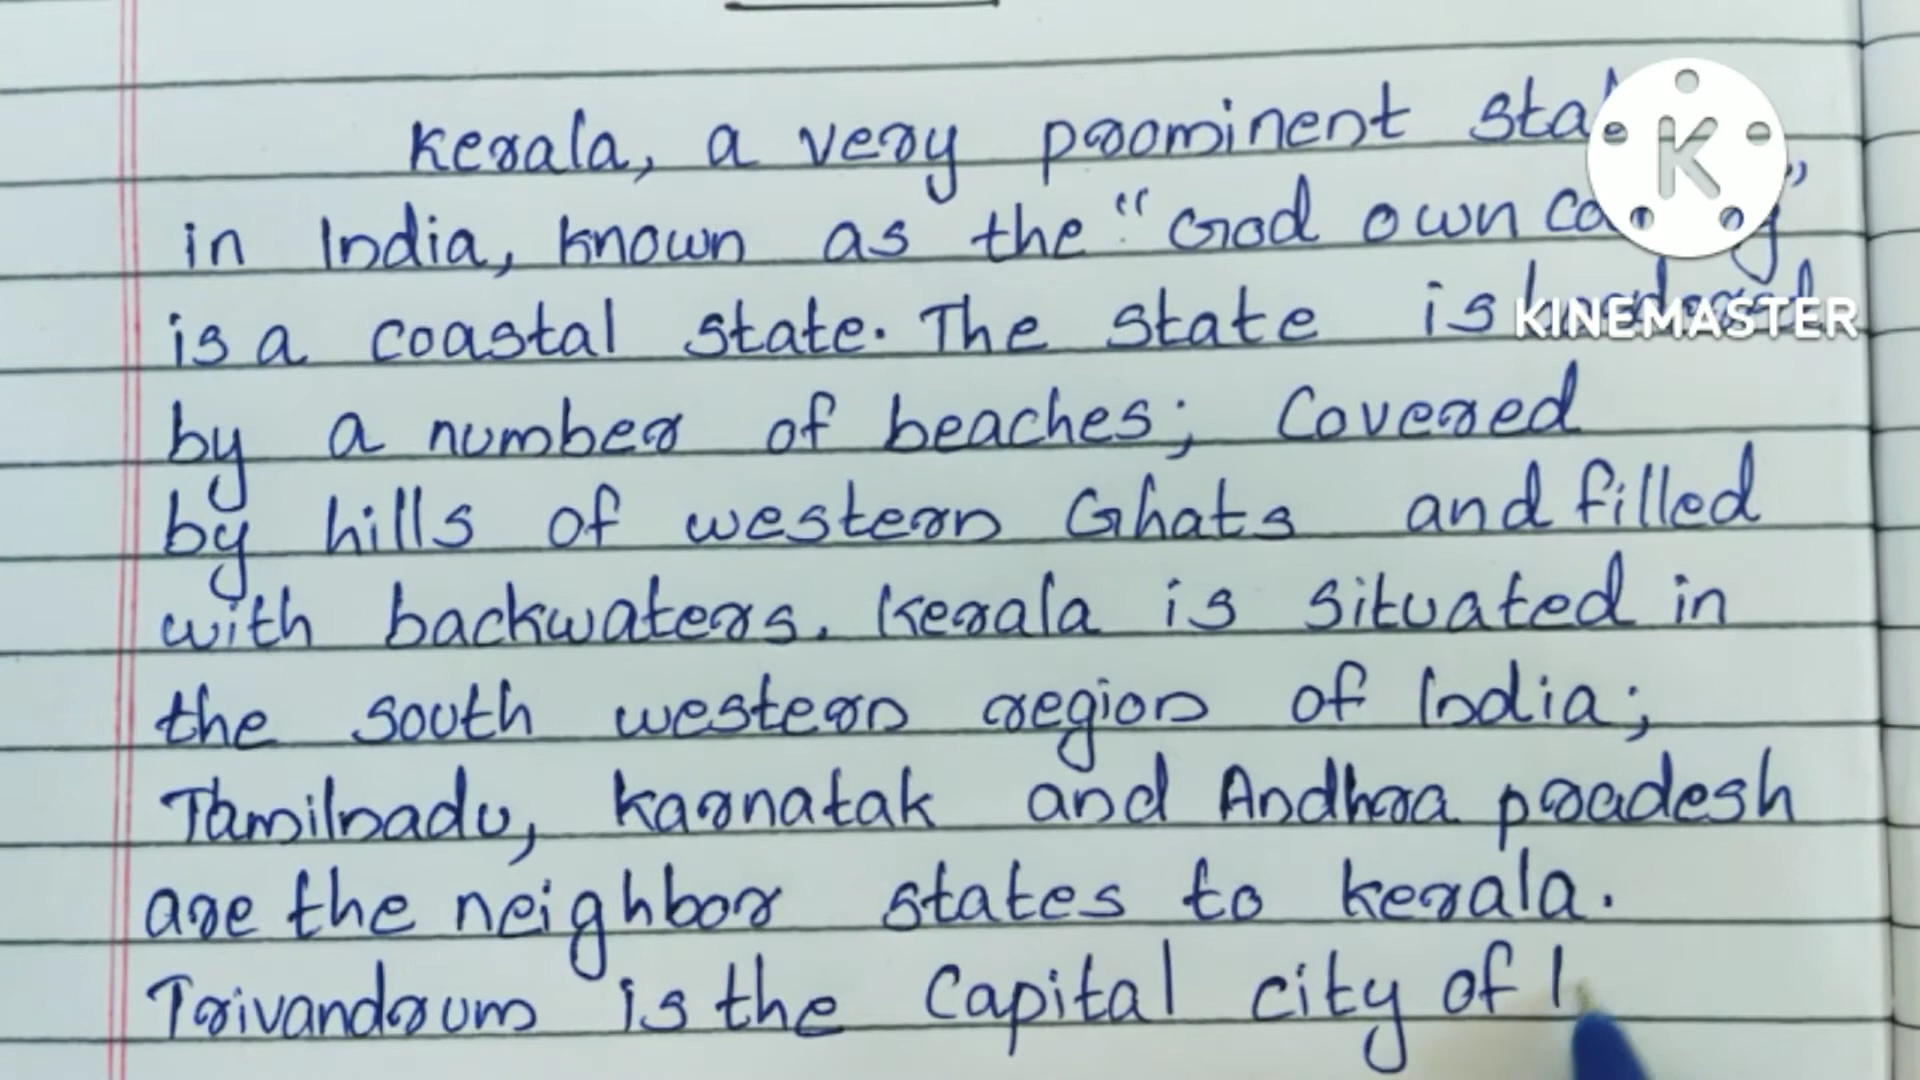 Kerala, a very prominent
in India, known as the "God own
is a coastal state. The state is
KINEMASTER
by a number of beaches; Covered
by hills of western Ghats and filled
with backwaters. Kerala is situated in
the south western region of India;
Tamilnadu, Karnatak and Andhra pradesh
are the neighbor states to kerala.
Trivandrum is the Capital city of